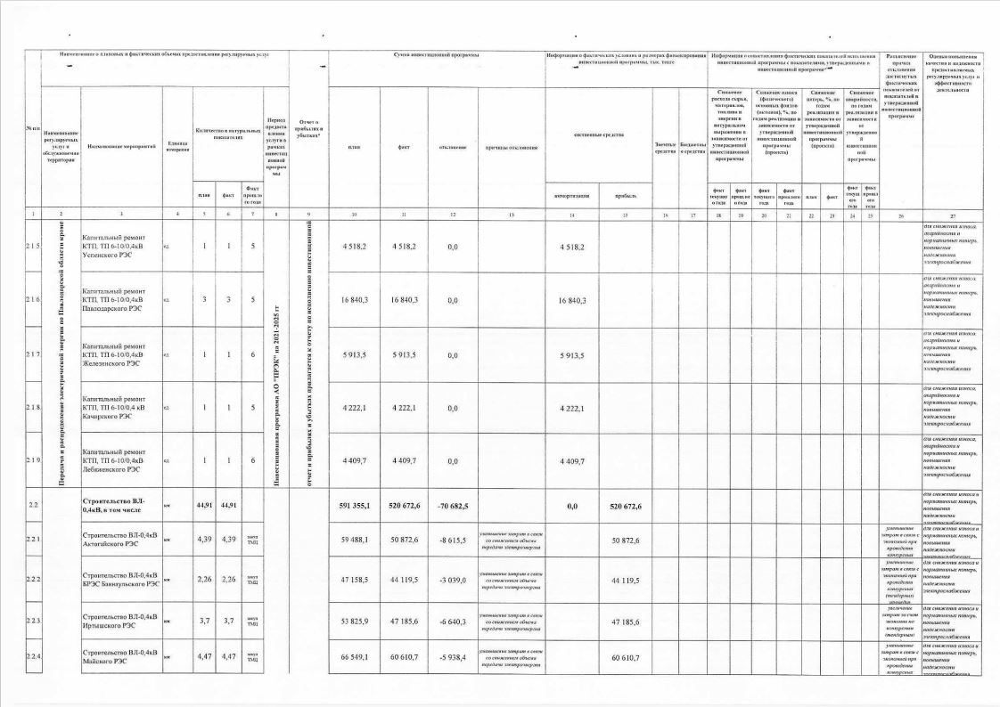 Наименование о плановых и фактических объемах предоставления регулируемых услуг
Сумма инвестиционной программы
Информация о фактических условиях и размерах финансирования
инвестиционной программы, тыс. тенге
Информация о сопоставлении фактических показателей исполнения
инвестиционной программы с показателями, утвержденными в
инвестиционной программе
Разъяснение
причин
отклонения
достигнутых
фактических
показателей от
показателей в
утвержденной
инвестиционной
программе
Оценка повышения
качества и надежности
предоставляемых
регулируемых услуг и
эффективности
деятельности
№ п/п
Наименование
регулируемых
услуг и
обслуживаемая
территория
Наименование мероприятий
Единица
измерения
Количество в натуральных
показателях
план
факт
Факт
прошло
го года
Период
предоста
вления
услуги в
рамках
инвестиц
ионной
програм
мы
Отчет о
прибылях и
убытках*
план
факт
отклонение
причины отклонения
собственные средства
амортизация
прибыль
Заемные
средства
Бюджетны
е средства
Снижение
расхода сырья,
материалов,
топлива и
энергии в
натуральном
выражении в
зависимости от
утвержденной
инвестиционной
программы
Снижение износа
(физического)
основных фондов
(активов), %, по
годам реализации в
зависимости от
утвержденной
инвестиционной
программы
(проекта)
Снижение
потерь, %, по
годам
реализации в
зависимости от
утвержденной
инвестиционной
программы
(проекта)
Снижение
аварийности,
по годам
реализации в
зависимости
от
утвержденно
й
инвестицион
ной
программы
факт
текущег
о года
факт
прошлог
о года
факт
текущего
года
факт
прошлого
года
план
факт
факт
текущ
его
года
факт
прошл
ого
года
1 2 3 4 5 6 7 8 9 10 11 12 13 14 15 16 17 18 19 20 21 22 23 24 25 26 27
Передача и распределение электрической энергии по Павлодарской области кроме
Инвестиционная программа АО "ПРЭК" на 2021-2025 гг
отчет о прибылях и убытках прилагается к отчету по исполнению инвестиционной
2.1.5
Капитальный ремонт
КТП, ТП 6-10/0,4кВ
Успенского РЭС
ед 1 1 5 4 518,2 4 518,2 0,0 4 518,2
для снижения износа,
аварийности и
нормативных потерь,
повышения
надежности
электроснабжения
2.1.6
Капитальный ремонт
КТП, ТП 6-10/0,4кВ
Павлодарского РЭС
ед 3 3 5 16 840,3 16 840,3 0,0 16 840,3
для снижения износа,
аварийности и
нормативных потерь,
повышения
надежности
электроснабжения
2.1.7
Капитальный ремонт
КТП, ТП 6-10/0,4кВ
Железинского РЭС
ед 1 1 6 5 913,5 5 913,5 0,0 5 913,5
для снижения износа,
аварийности и
нормативных потерь,
повышения
надежности
электроснабжения
2.1.8
Капитальный ремонт
КТП, ТП 6-10/0,4 кВ
Качирского РЭС
ед 1 1 5 4 222,1 4 222,1 0,0 4 222,1
для снижения износа,
аварийности и
нормативных потерь,
повышения
надежности
электроснабжения
2.1.9
Капитальный ремонт
КТП, ТП 6-10/0,4кВ
Лебяженского РЭС
ед 1 1 6 4 409,7 4 409,7 0,0 4 409,7
для снижения износа,
аварийности и
нормативных потерь,
повышения
надежности
электроснабжения
2.2
Строительство ВЛ-
0,4кВ, в том числе
км 44,91 44,91 591 355,1 520 672,6 -70 682,5 0,0 520 672,6
для снижения износа и
нормативных потерь,
повышения
надежности
электроснабжения
2.2.1
Строительство ВЛ-0,4кВ
Актогайского РЭС
км 4,39 4,39 закуп
ТМЦ
59 488,1 50 872,6 -8 615,5
уменьшение затрат в связи
со снижением объема
передачи электроэнергии
50 872,6
уменьшение
затрат в связи с
экономией при
проведении
конкурсных
для снижения износа и
нормативных потерь,
повышения
надежности
электроснабжения
2.2.2
Строительство ВЛ-0,4кВ
БРЭС Баянаульского РЭС
км 2,26 2,26 закуп
ТМЦ
47 158,5 44 119,5 -3 039,0
уменьшение затрат в связи
со снижением объема
передачи электроэнергии
44 119,5
уменьшение
затрат в связи с
экономией при
проведении
конкурсных
(тендерных)
процедур
для снижения износа и
нормативных потерь,
повышения
надежности
электроснабжения
2.2.3
Строительство ВЛ-0,4кВ
Иртышского РЭС
км 3,7 3,7 закуп
ТМЦ
53 825,9 47 185,6 -6 640,3
уменьшение затрат в связи
со снижением объема
передачи электроэнергии
47 185,6
увеличение
затрат за счет
экономии по
конкурсным
(тендерным)
для снижения износа и
нормативных потерь,
повышения
надежности
электроснабжения
2.2.4
Строительство ВЛ-0,4кВ
Майского РЭС
км 4,47 4,47 закуп
ТМЦ
66 549,1 60 610,7 -5 938,4
уменьшение затрат в связи
со снижением объема
передачи электроэнергии
60 610,7
уменьшение
затрат в связи с
экономией при
проведении
конкурсных
для снижения износа и
нормативных потерь,
повышения
надежности
электроснабжения